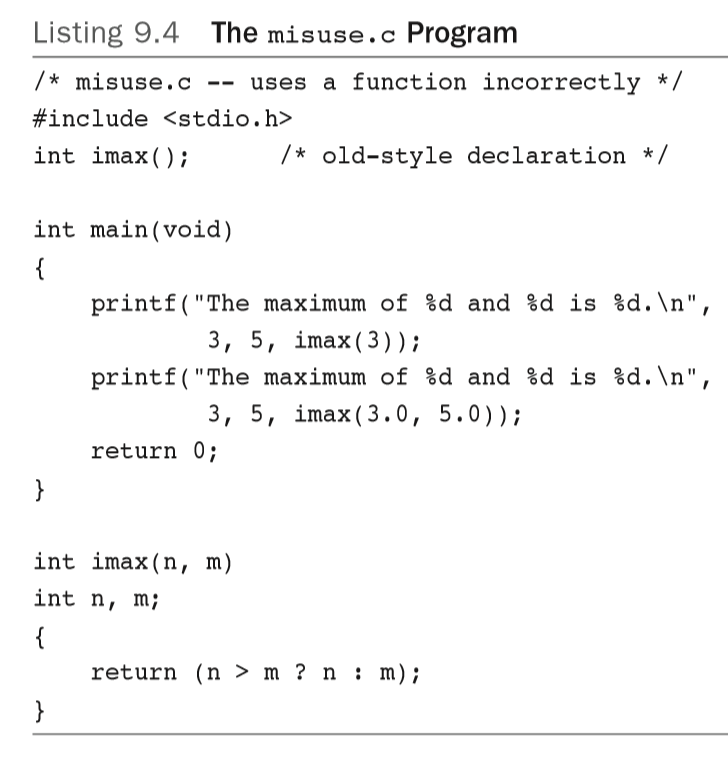 Listing 9.4 The misuse.c Program
/* misuse.c -- uses a function incorrectly */
#include <stdio.h>
int imax();      /* old-style declaration */

int main(void)
{
    printf("The maximum of %d and %d is %d.\n",
            3, 5, imax(3));
    printf("The maximum of %d and %d is %d.\n",
            3, 5, imax(3.0, 5.0));
    return 0;
}

int imax(n, m)
int n, m;
{
    return (n > m ? n : m);
}